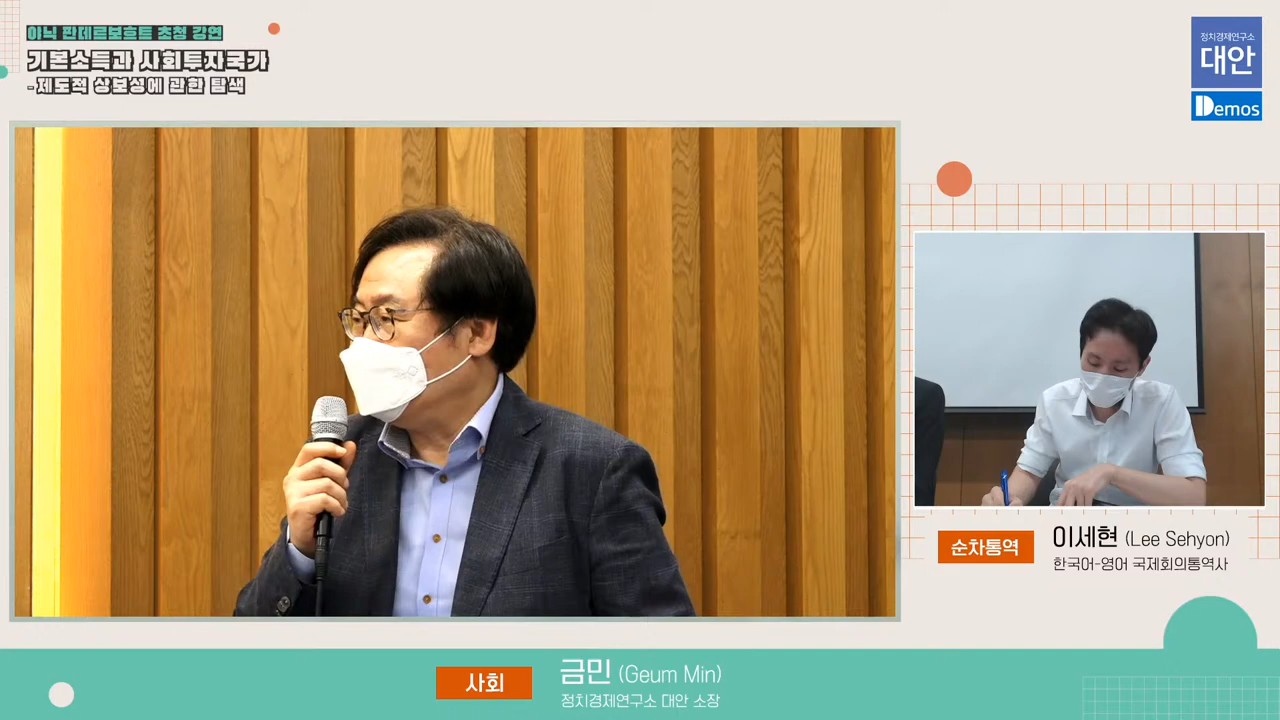 야닉 판데르보흐트 초청 강연
기본소득과 사회투자국가
-제도적 상보성에 관한 탐색
정치경제연구소
대안
Demos
순차통역
이세현 (Lee Sehyon)
한국어-영어 국제회의통역사
사회
금민 (Geum Min)
정치경제연구소 대안 소장